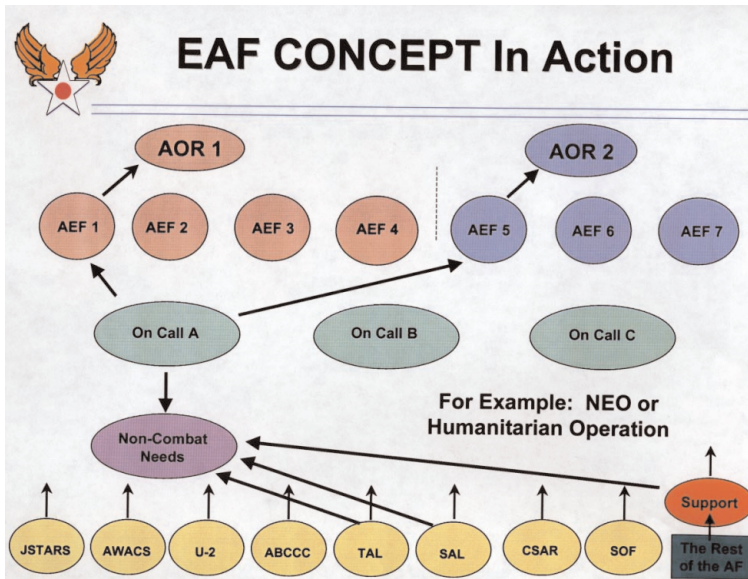 EAF CONCEPT In Action
AOR 1
AOR 2
AEF 1
AEF 2
AEF 3
AEF 4
AEF 5
AEF 6
AEF 7
On Call A
On Call B
On Call C
For Example: NEO or
Humanitarian Operation
Non-Combat
Needs
Support
JSTARS
AWACS
U-2
ABCCC
TAL
SAL
CSAR
SOF
The Rest
of the AF